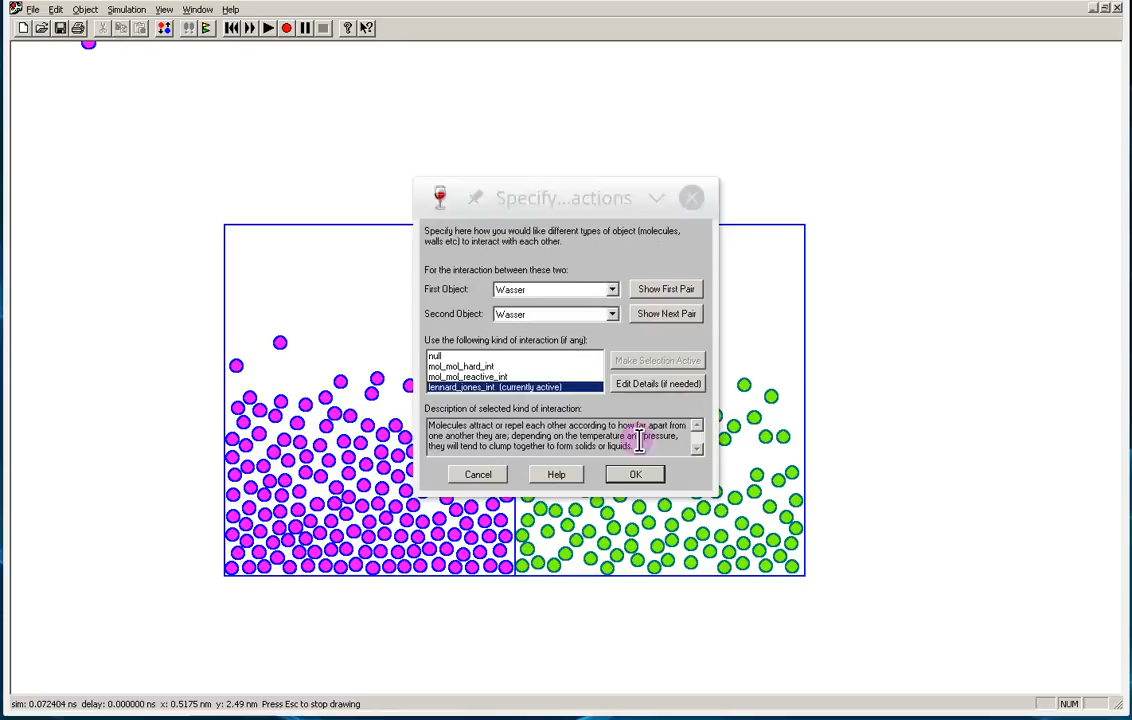 File Edit Object Simulation View Window Help
Specify...actions
Specify here how you would like different types of object (molecules,
walls etc) to interact with each other.
For the interaction between these two:
First Object: Wasser Show First Pair
Second Object: Wasser Show Next Pair
Use the following kind of interaction (if any):
null
mol_mol_hard_int
mol_mol_reactive_int
lennard_jones_int (currently active)
Make Selection Active
Edit Details (if needed)
Description of selected kind of interaction:
Molecules attract or repel each other according to how far apart from
one another they are, depending on the temperature and pressure,
they will tend to clump together to form solids or liquids.
Cancel Help OK
sim: 0.072404 ns delay: 0.000000 ns x: 0.5175 nm y: 2.49 nm Press Esc to stop drawing NUM